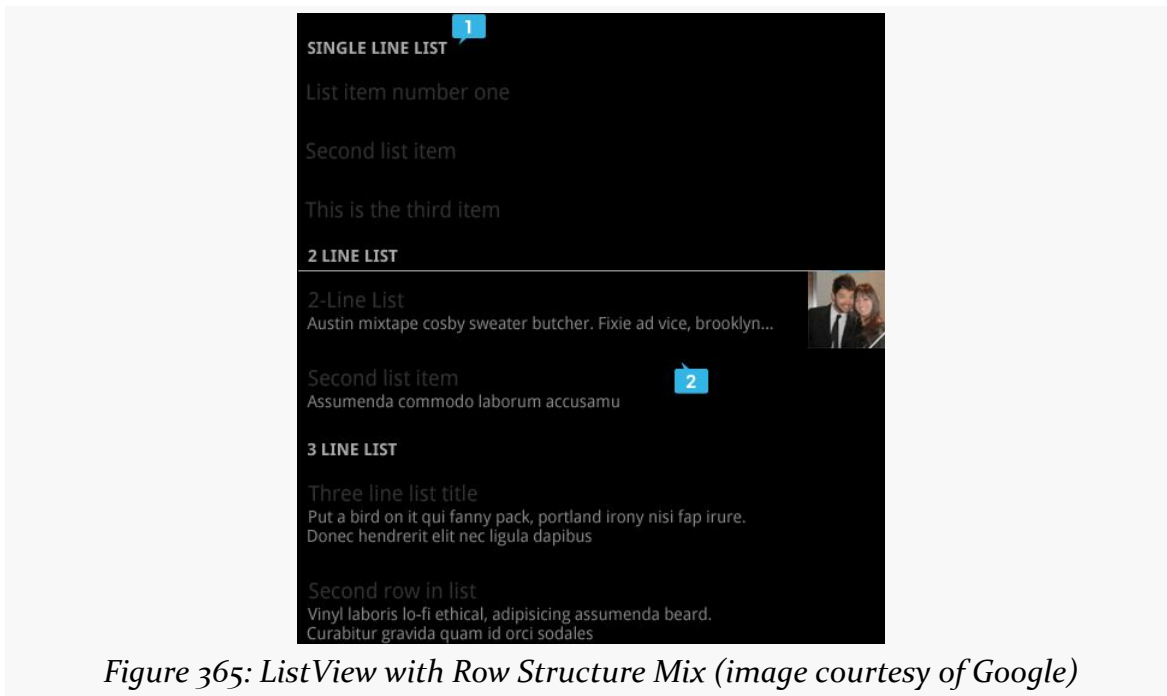 1
SINGLE LINE LIST
List item number one
Second list item
This is the third item
2 LINE LIST
2-Line List
Austin mixtape cosby sweater butcher. Fixie ad vice, brooklyn...
Second list item
2
Assumenda commodo laborum accusamu
3 LINE LIST
Three line list title
Put a bird on it qui fanny pack, portland irony nisi fap irure.
Donec hendrerit elit nec ligula dapibus
Second row in list
Vinyl laboris lo-fi ethical, adipisicing assumenda beard.
Curabitur gravida quam id orci sodales
Figure 365: ListView with Row Structure Mix (image courtesy of Google)